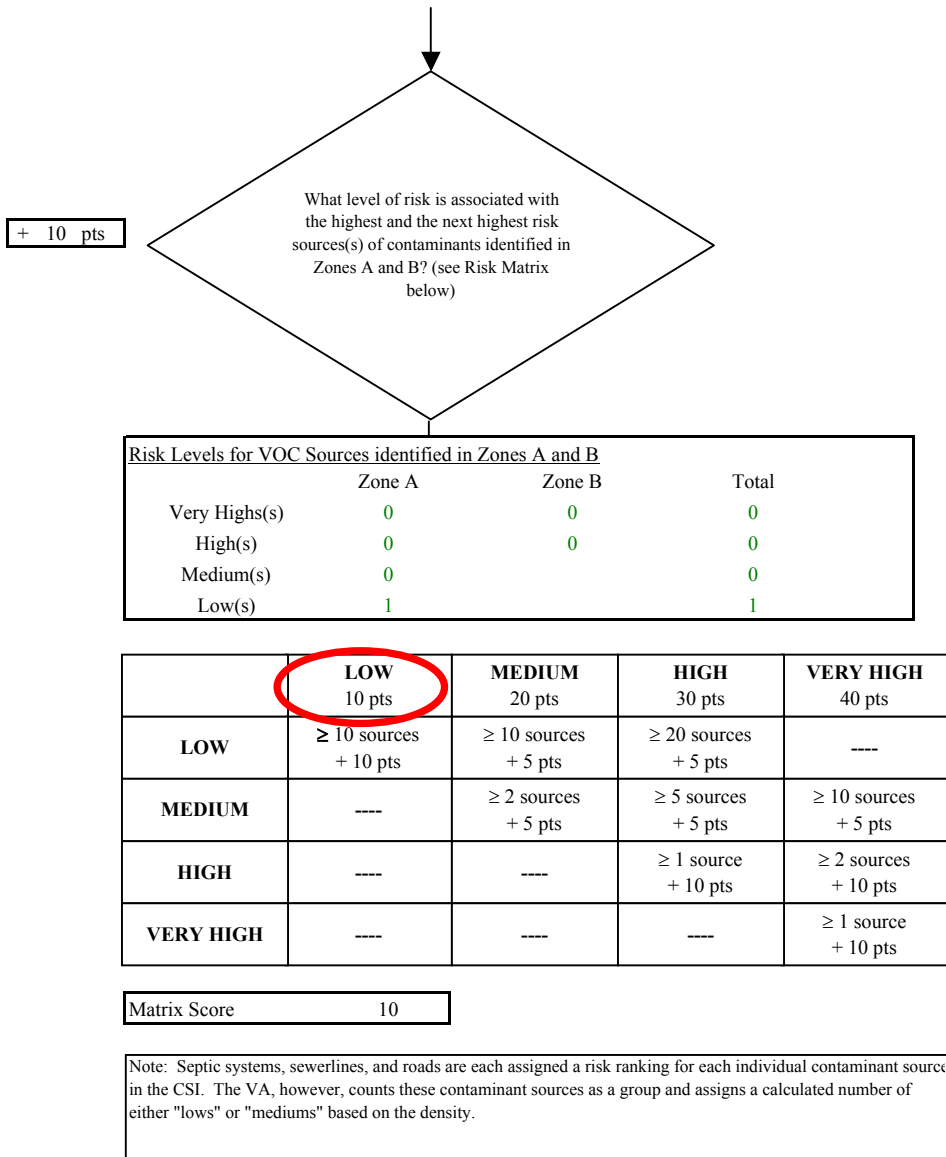 What level of risk is associated with
the highest and the next highest risk
sources(s) of contaminants identified in
Zones A and B? (see Risk Matrix
below)
+ 10 pts
Risk Levels for VOC Sources identified in Zones A and B
Zone A Zone B Total
Very Highs(s) 0 0 0
High(s) 0 0 0
Medium(s) 0 0
Low(s) 1 1
LOW MEDIUM HIGH VERY HIGH
10 pts 20 pts 30 pts 40 pts
LOW ≥ 10 sources ≥ 10 sources ≥ 20 sources ----
+ 10 pts + 5 pts + 5 pts
MEDIUM ---- ≥ 2 sources ≥ 5 sources ≥ 10 sources
+ 5 pts + 5 pts + 5 pts
HIGH ---- ---- ≥ 1 source ≥ 2 sources
+ 10 pts + 10 pts
VERY HIGH ---- ---- ---- ≥ 1 source
+ 10 pts
Matrix Score 10
Note: Septic systems, sewerlines, and roads are each assigned a risk ranking for each individual contaminant source
in the CSI. The VA, however, counts these contaminant sources as a group and assigns a calculated number of
either "lows" or "mediums" based on the density.